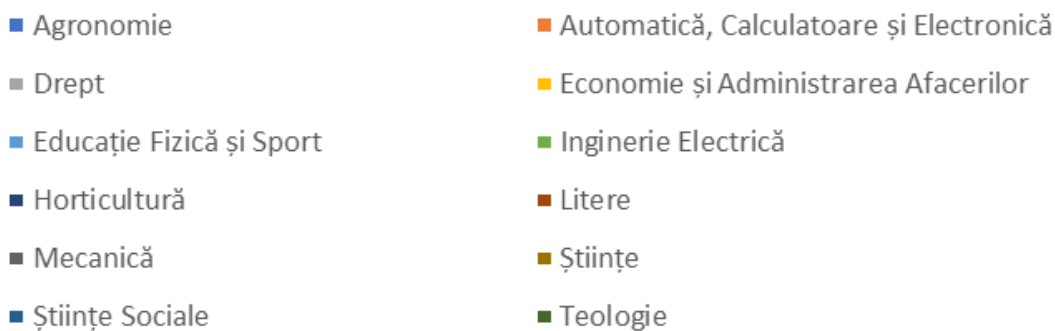 Agronomie
Automatică, Calculatoare și Electronică
Drept
Economie și Administrarea Afacerilor
Educație Fizică și Sport
Inginerie Electrică
Horticultură
Litere
Mecanică
Științe
Științe Sociale
Teologie